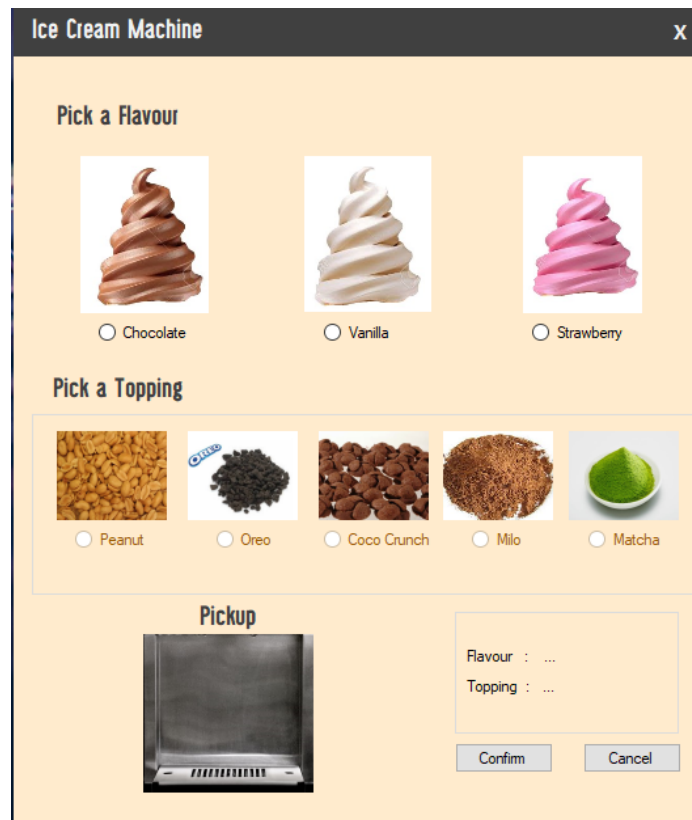 Ice Cream Machine X
Pick a Flavour
Chocolate Vanilla Strawberry
Pick a Topping
OREO
Peanut Oreo Coco Crunch Milo Matcha
Pickup
Flavour : ...
Topping : ...
Confirm Cancel